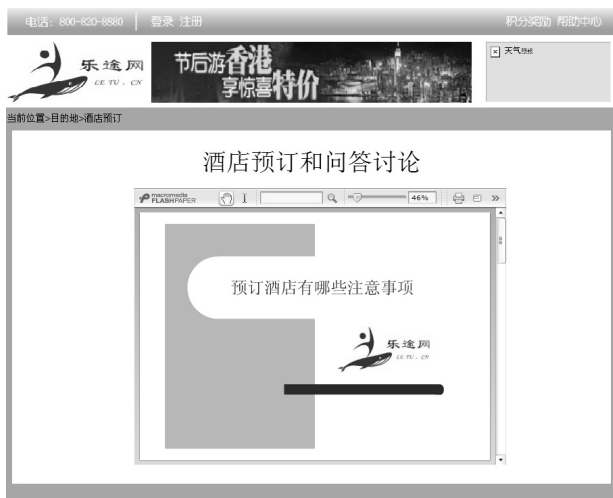 电话：800-820-8880 登录 注册
积分奖励 帮助中心
乐途网
LE TU . CN
节后游香港
享惊喜特价
天气预报
当前位置>目的地>酒店预订
酒店预订和问答讨论
macromedia
FLASHPAPER
46%
预订酒店有哪些注意事项
乐途网
LE TU . CN